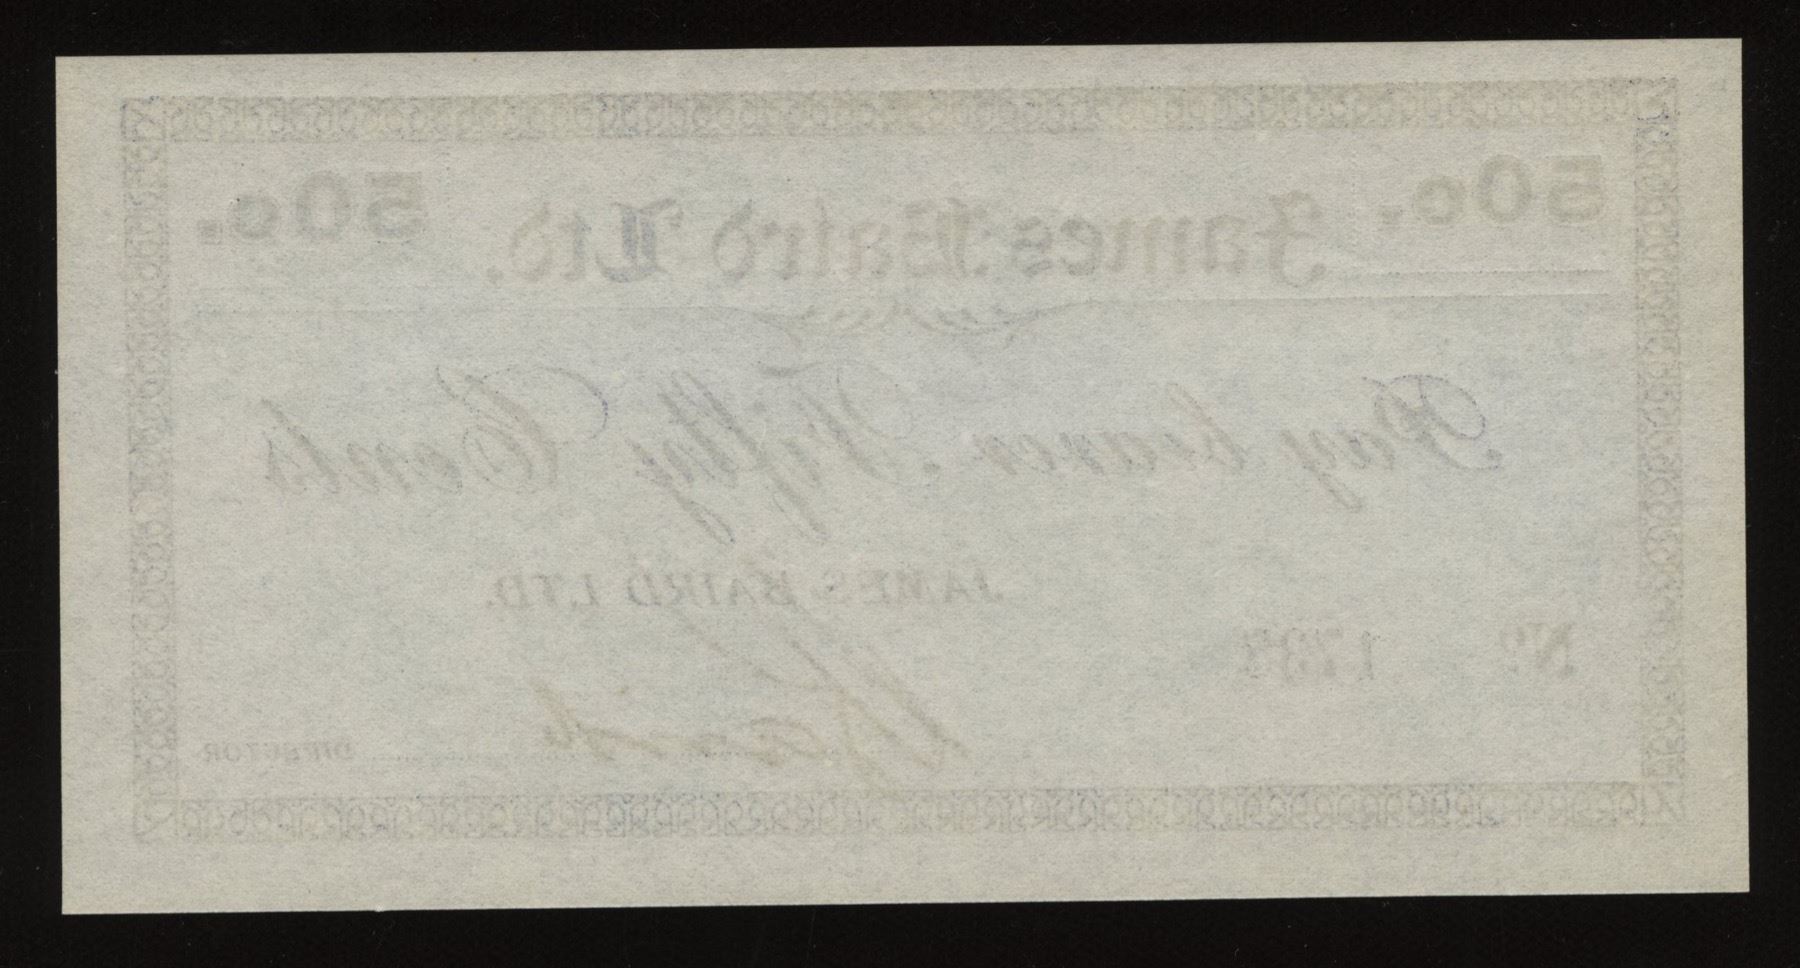 50c. James Baird Ltd. 50c.
Pay bearer Fifty Cents
JAMES BAIRD LTD.
No
DIRECTOR